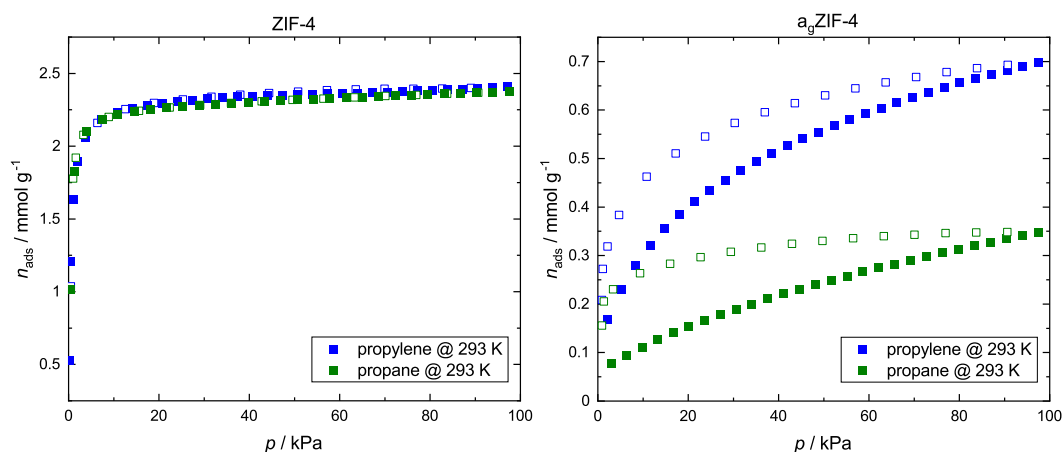 ZIF-4
2.5
2
1.5
1
0.5
n_ads / mmol g⁻¹
0 20 40 60 80 100
p / kPa
propylene @ 293 K
propane @ 293 K
a_gZIF-4
0.7
0.6
0.5
0.4
0.3
0.2
0.1
0
n_ads / mmol g⁻¹
0 10 20 40 60 80 100
p / kPa
propylene @ 293 K
propane @ 293 K